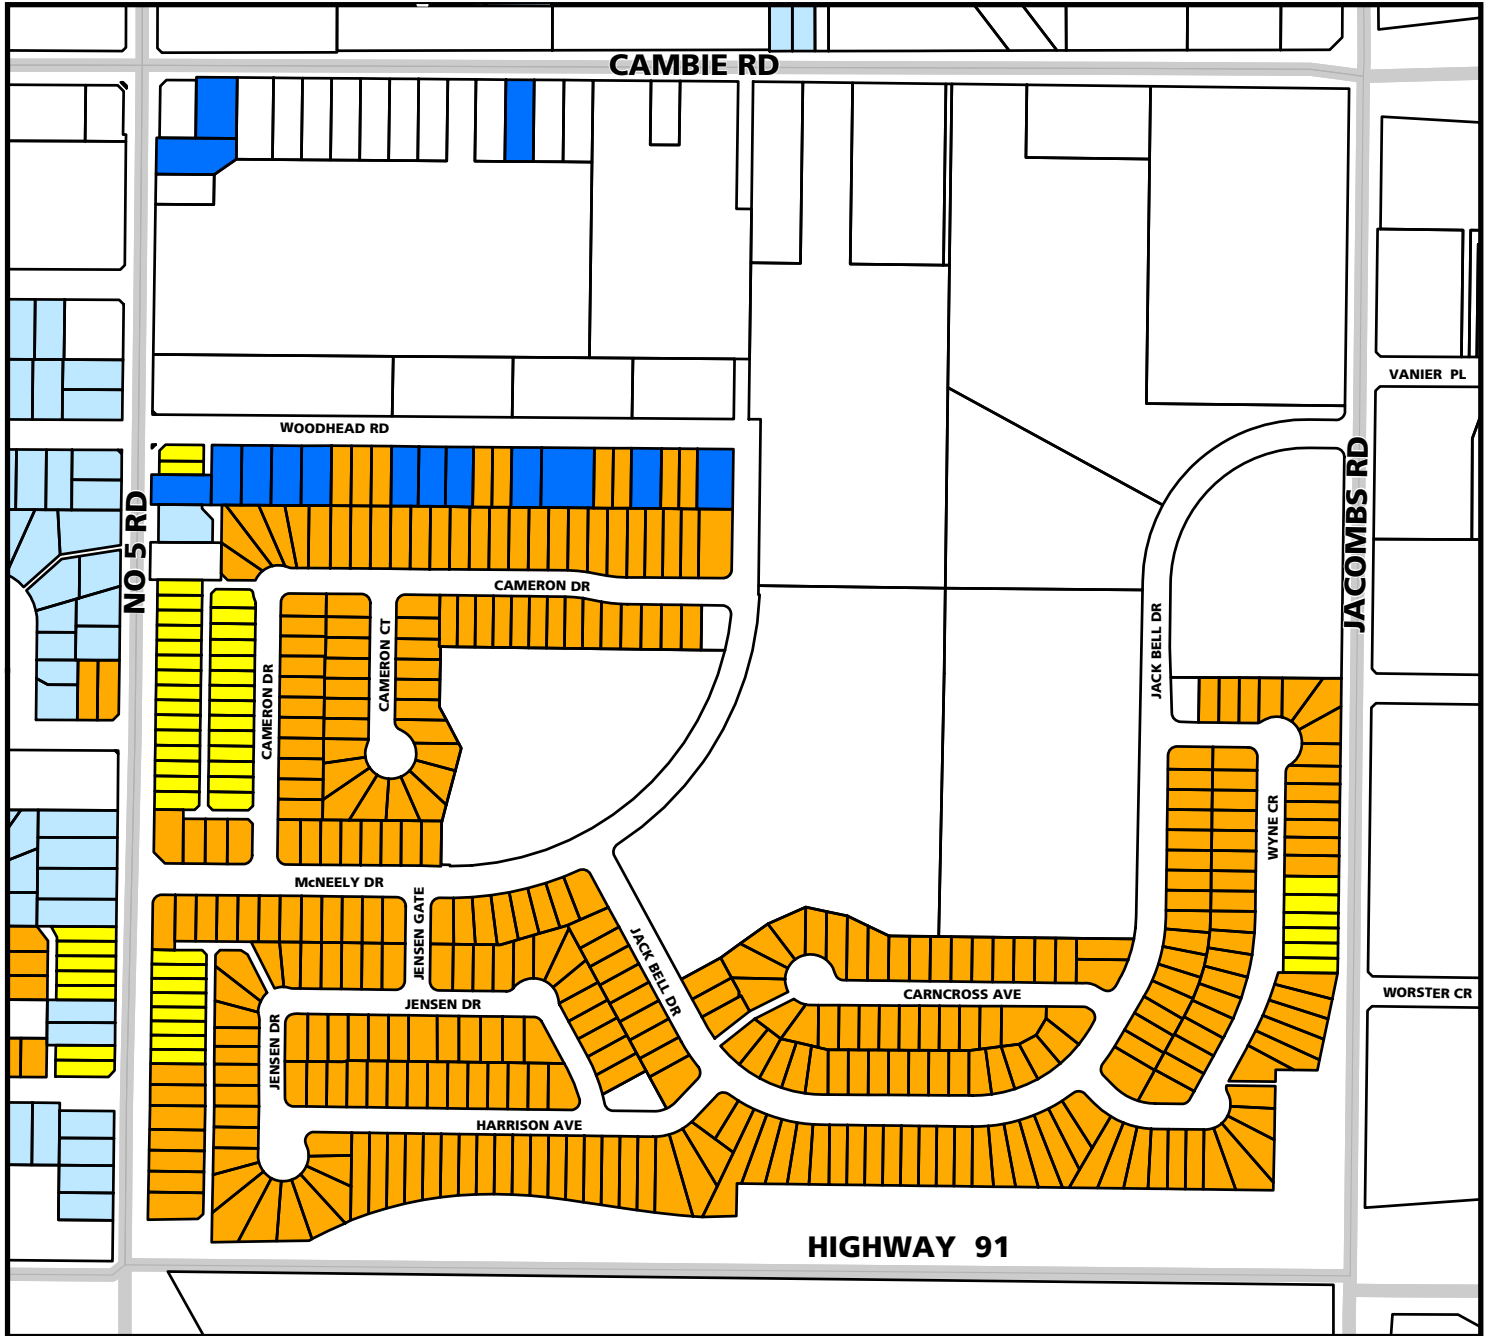 CAMBIE RD
VANIER PL
WOODHEAD RD
NO 5 RD
JACOMBS RD
CAMERON DR
CAMERON CT
CAMERON DR
JACK BELL DR
WYNE CR
McNEELY DR
JENSEN GATE
JACK BELL DR
CARNCROSS AVE
WORSTER CR
JENSEN DR
JENSEN DR
HARRISON AVE
HIGHWAY 91